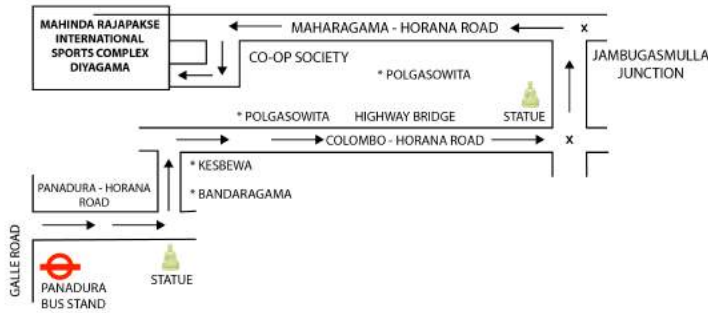 MAHINDA RAJAPAKSE
INTERNATIONAL
SPORTS COMPLEX
DIYAGAMA
MAHARAGAMA - HORANA ROAD
x
JAMBUGASMULLA
JUNCTION
CO-OP SOCIETY
* POLGASOWITA
* POLGASOWITA HIGHWAY BRIDGE
STATUE
COLOMBO - HORANA ROAD
x
* KESBEWA
* BANDARAGAMA
PANADURA - HORANA
ROAD
GALLE ROAD
PANADURA
BUS STAND
STATUE